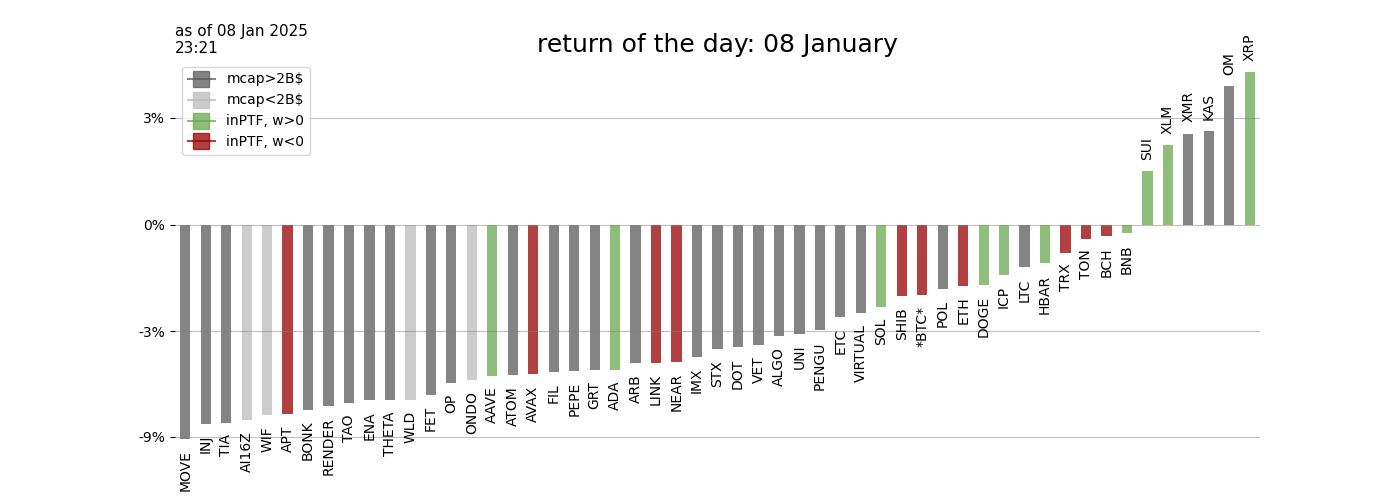 as of 08 Jan 2025
23:21
return of the day: 08 January
mcap>2B$
mcap<2B$
inPTF, w>0
inPTF, w<0
3%
0%
-3%
-9%
MOVE
INJ
TIA
AI16Z
WIF
APT
BONK
RENDER
TAO
ENA
THETA
WLD
FET
OP
ONDO
AAVE
ATOM
AVAX
FIL
PEPE
GRT
ADA
ARB
LINK
NEAR
IMX
STX
DOT
VET
ALGO
UNI
PENGU
ETC
VIRTUAL
SOL
SHIB
*BTC*
POL
ETH
DOGE
ICP
LTC
HBAR
TRX
TON
BCH
BNB
SUI
XLM
XMR
KAS
OM
XRP